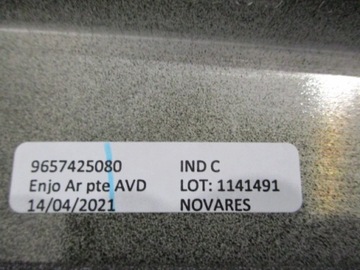 9657425080 IND C
Enjo Ar pte AVD LOT: 1141491
14/04/2021 NOVARES